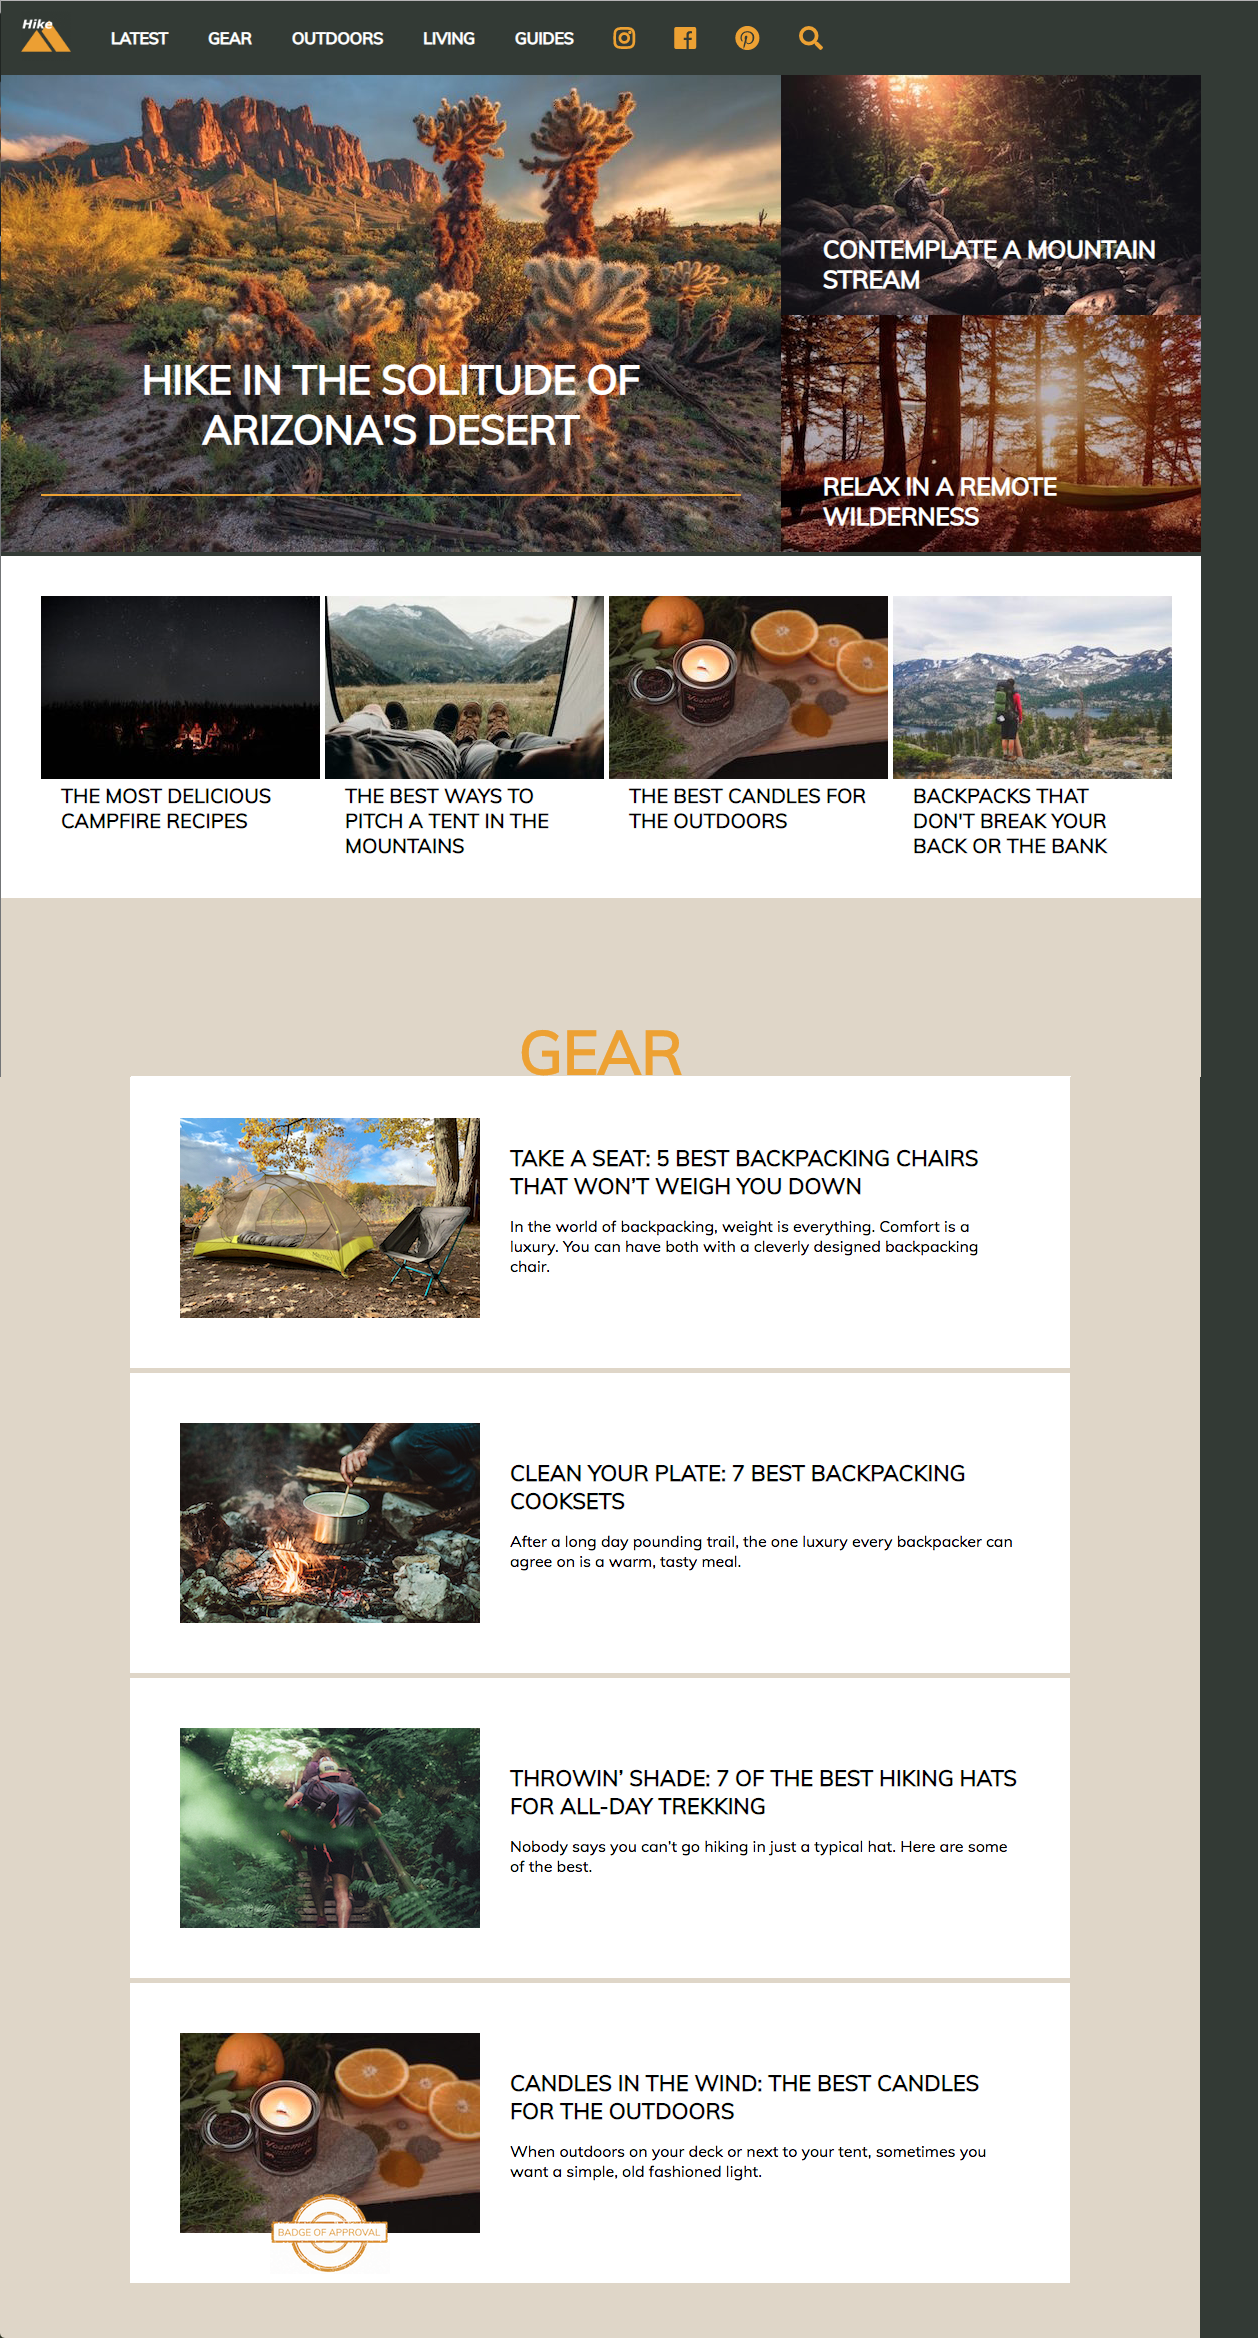 Hike
LATEST
GEAR
OUTDOORS
LIVING
GUIDES
HIKE IN THE SOLITUDE OF
ARIZONA'S DESERT
CONTEMPLATE A MOUNTAIN
STREAM
RELAX IN A REMOTE
WILDERNESS
THE MOST DELICIOUS
CAMPFIRE RECIPES
THE BEST WAYS TO
PITCH A TENT IN THE
MOUNTAINS
THE BEST CANDLES FOR
THE OUTDOORS
BACKPACKS THAT
DON'T BREAK YOUR
BACK OR THE BANK
GEAR
TAKE A SEAT: 5 BEST BACKPACKING CHAIRS
THAT WON’T WEIGH YOU DOWN
In the world of backpacking, weight is everything. Comfort is a
luxury. You can have both with a cleverly designed backpacking
chair.
CLEAN YOUR PLATE: 7 BEST BACKPACKING
COOKSETS
After a long day pounding trail, the one luxury every backpacker can
agree on is a warm, tasty meal.
THROWIN’ SHADE: 7 OF THE BEST HIKING HATS
FOR ALL-DAY TREKKING
Nobody says you can’t go hiking in just a typical hat. Here are some
of the best.
Yosemite
CANDLES IN THE WIND: THE BEST CANDLES
FOR THE OUTDOORS
When outdoors on your deck or next to your tent, sometimes you
want a simple, old fashioned light.
BADGE OF APPROVAL